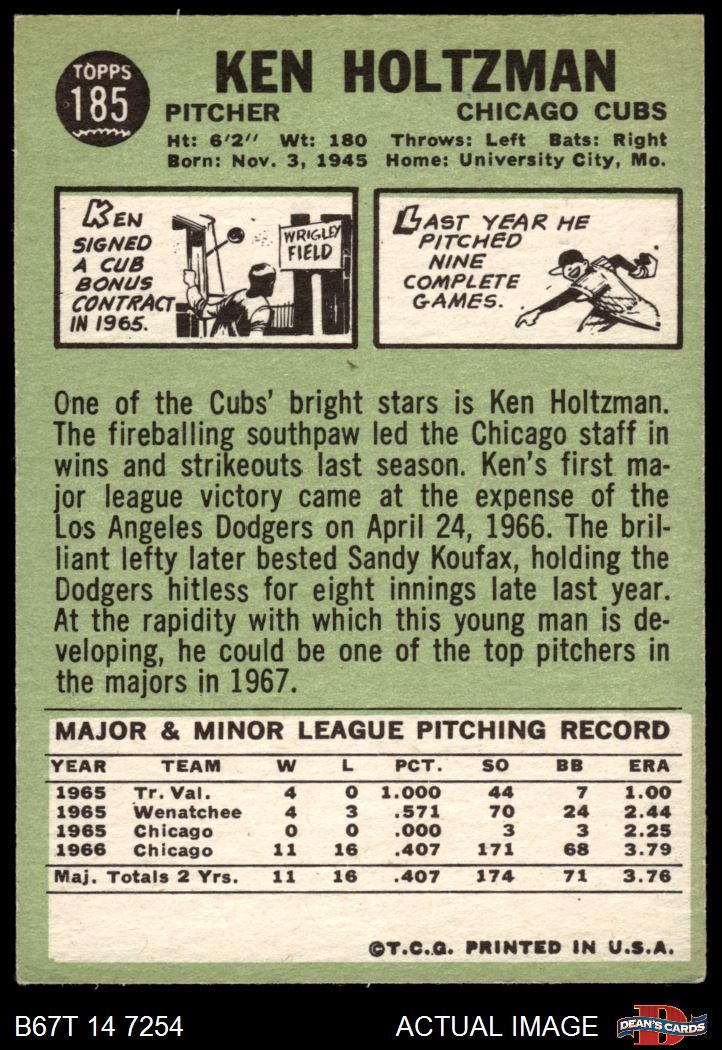 TOPPS
185
KEN HOLTZMAN
PITCHER CHICAGO CUBS
Ht: 6'2" Wt: 180 Throws: Left Bats: Right
Born: Nov. 3, 1945 Home: University City, Mo.
KEN
SIGNED
A CUB
BONUS
CONTRACT
IN 1965.
WRIGLEY
FIELD
LAST YEAR HE
PITCHED
NINE
COMPLETE
GAMES.
One of the Cubs' bright stars is Ken Holtzman.
The fireballing southpaw led the Chicago staff in
wins and strikeouts last season. Ken's first ma-
jor league victory came at the expense of the
Los Angeles Dodgers on April 24, 1966. The bril-
liant lefty later bested Sandy Koufax, holding the
Dodgers hitless for eight innings late last year.
At the rapidity with which this young man is de-
veloping, he could be one of the top pitchers in
the majors in 1967.
MAJOR & MINOR LEAGUE PITCHING RECORD
YEAR TEAM W L PCT. SO BB ERA
1965 Tr. Val. 4 0 1.000 44 7 1.00
1965 Wenatchee 4 3 .571 70 24 2.44
1965 Chicago 0 0 .000 3 3 2.25
1966 Chicago 11 16 .407 171 68 3.79
Maj. Totals 2 Yrs. 11 16 .407 174 71 3.76
©T.C.G. PRINTED IN U.S.A.
B67T 14 7254 ACTUAL IMAGE
D
DEAN'S CARDS